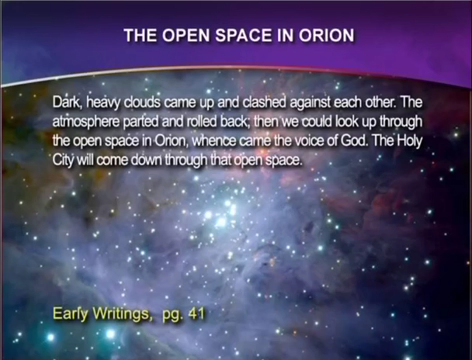 THE OPEN SPACE IN ORION
Dark, heavy clouds came up and clashed against each other. The
atmosphere parted and rolled back; then we could look up through
the open space in Orion, whence came the voice of God. The Holy
City will come down through that open space.
Early Writings, pg. 41